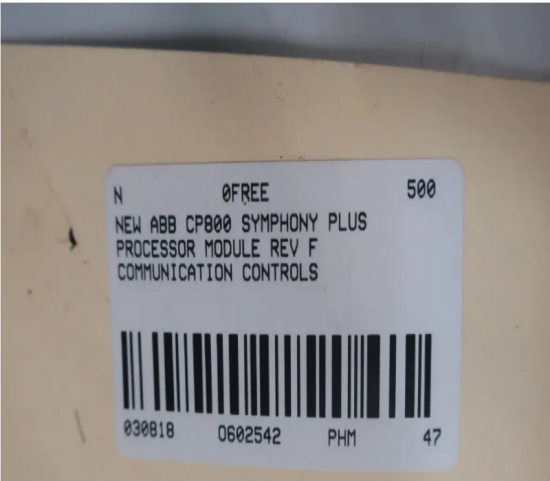 N 0FREE 500
NEW ABB CP800 SYMPHONY PLUS
PROCESSOR MODULE REV F
COMMUNICATION CONTROLS
030818 0602542 PHM 47